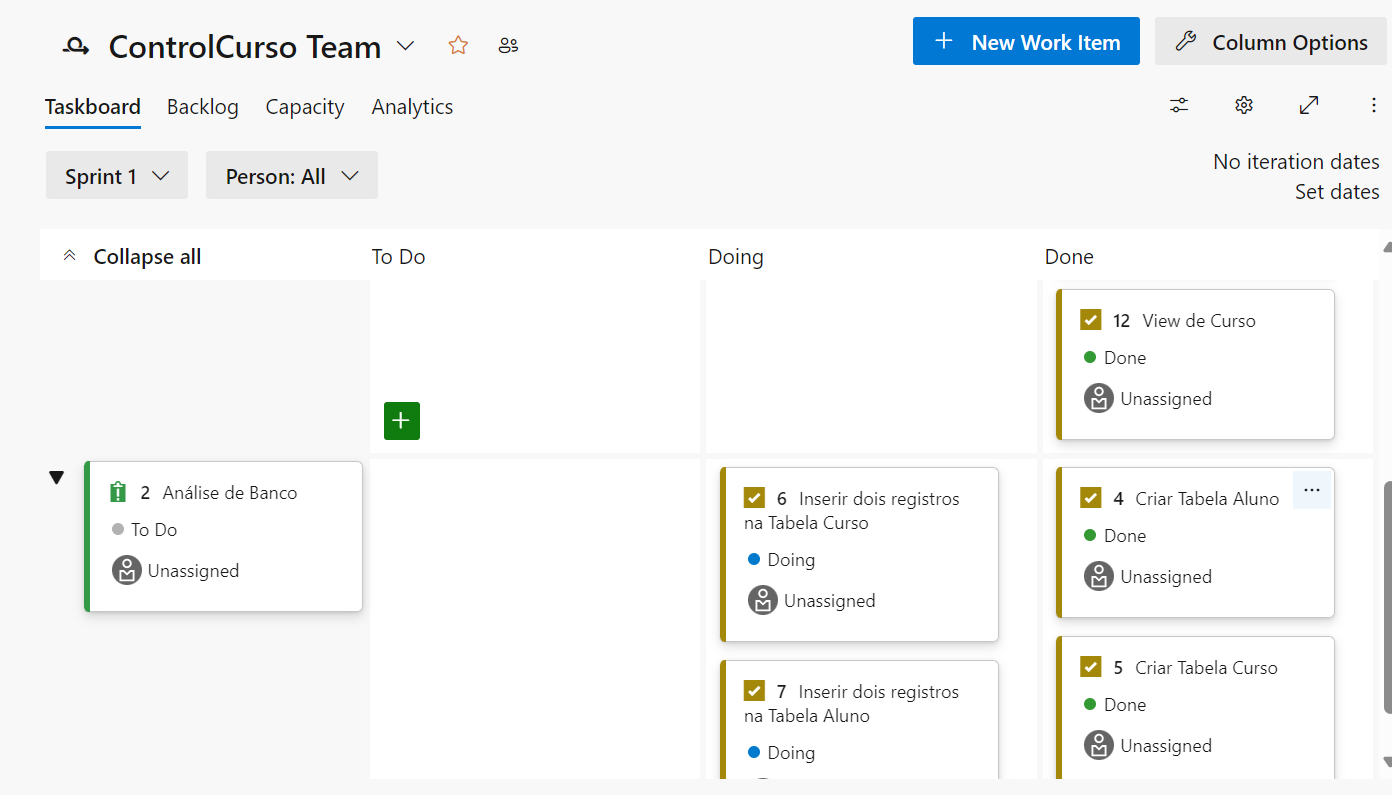 ControlCurso Team
New Work Item
Column Options
Taskboard Backlog Capacity Analytics
Sprint 1
Person: All
No iteration dates
Set dates
Collapse all
To Do
Doing
Done
12 View de Curso
Done
Unassigned
2 Análise de Banco
To Do
Unassigned
6 Inserir dois registros
na Tabela Curso
Doing
Unassigned
7 Inserir dois registros
na Tabela Aluno
Doing
4 Criar Tabela Aluno
Done
Unassigned
5 Criar Tabela Curso
Done
Unassigned